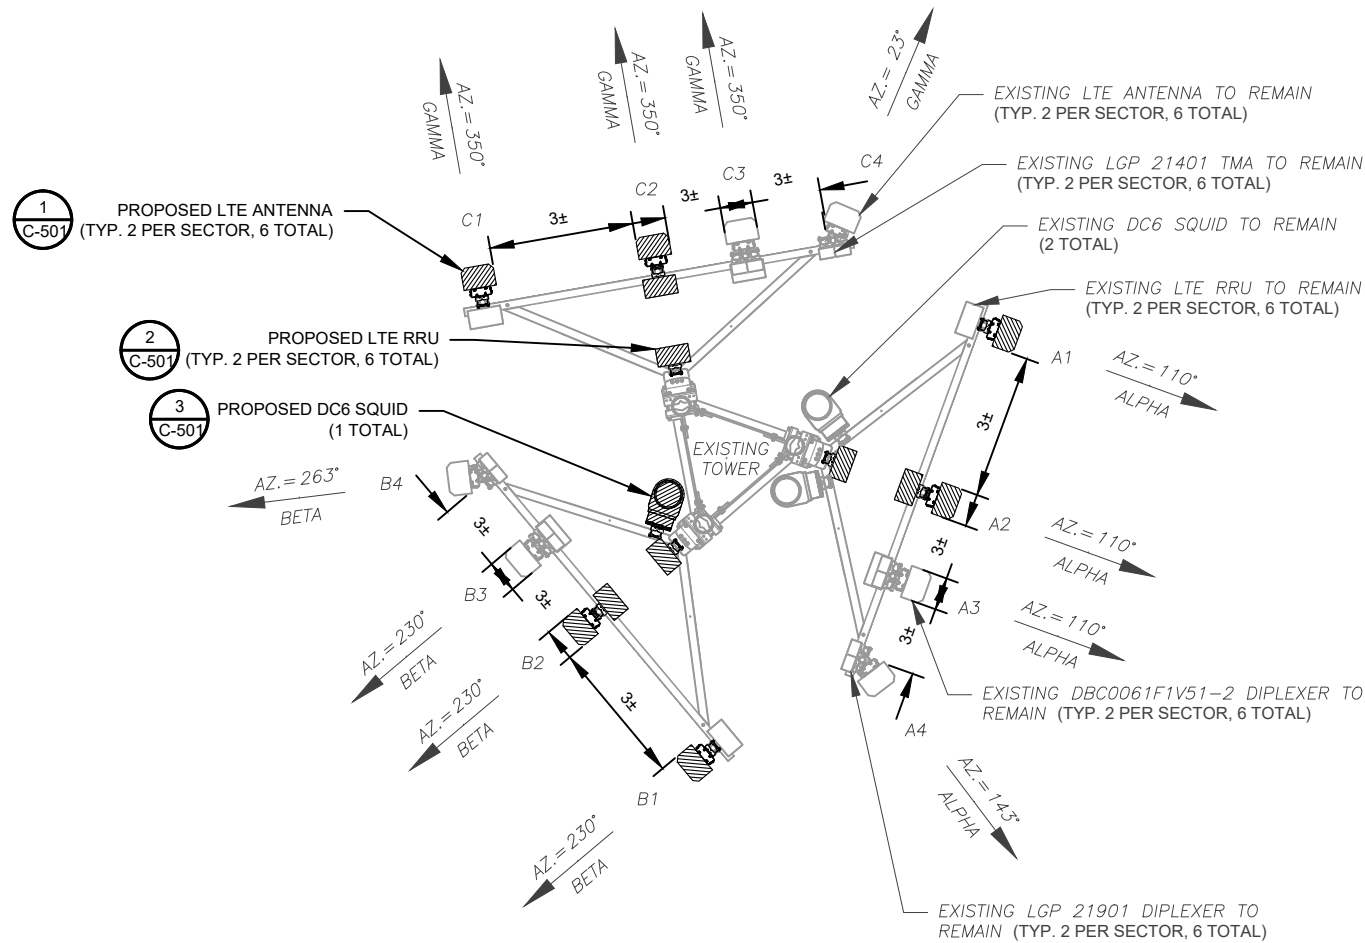 AZ.= 350°
GAMMA
AZ.= 350°
GAMMA
AZ.= 350°
GAMMA
AZ.= 23°
GAMMA
EXISTING LTE ANTENNA TO REMAIN
(TYP. 2 PER SECTOR, 6 TOTAL)
C4
EXISTING LGP 21401 TMA TO REMAIN
(TYP. 2 PER SECTOR, 6 TOTAL)
C3
C2
C1
3±
3±
3±
1
C-501
PROPOSED LTE ANTENNA
(TYP. 2 PER SECTOR, 6 TOTAL)
EXISTING DC6 SQUID TO REMAIN
(2 TOTAL)
EXISTING LTE RRU TO REMAIN
(TYP. 2 PER SECTOR, 6 TOTAL)
2
C-501
PROPOSED LTE RRU
(TYP. 2 PER SECTOR, 6 TOTAL)
A1
AZ.= 110°
ALPHA
3
C-501
PROPOSED DC6 SQUID
(1 TOTAL)
3±
EXISTING
TOWER
AZ.= 263°
BETA
B4
3±
A2
AZ.= 110°
ALPHA
3±
B3
3±
A3
AZ.= 110°
ALPHA
3±
AZ.= 230°
BETA
B2
3±
AZ.= 230°
BETA
EXISTING DBC0061F1V51-2 DIPLEXER TO
REMAIN (TYP. 2 PER SECTOR, 6 TOTAL)
A4
B1
AZ.= 143°
ALPHA
AZ.= 230°
BETA
EXISTING LGP 21901 DIPLEXER TO
REMAIN (TYP. 2 PER SECTOR, 6 TOTAL)